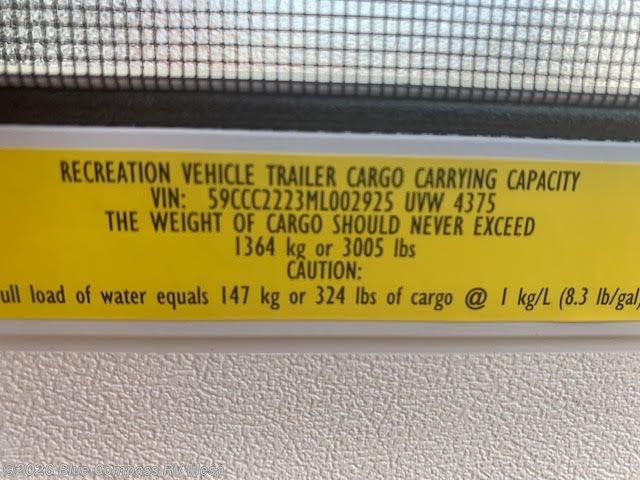 RECREATION VEHICLE TRAILER CARGO CARRYING CAPACITY
VIN: 59CCC2223ML002925 UVW 4375
THE WEIGHT OF CARGO SHOULD NEVER EXCEED
1364 kg or 3005 lbs
CAUTION:
ull load of water equals 147 kg or 324 lbs of cargo @ 1 kg/L (8.3 lb/gal)